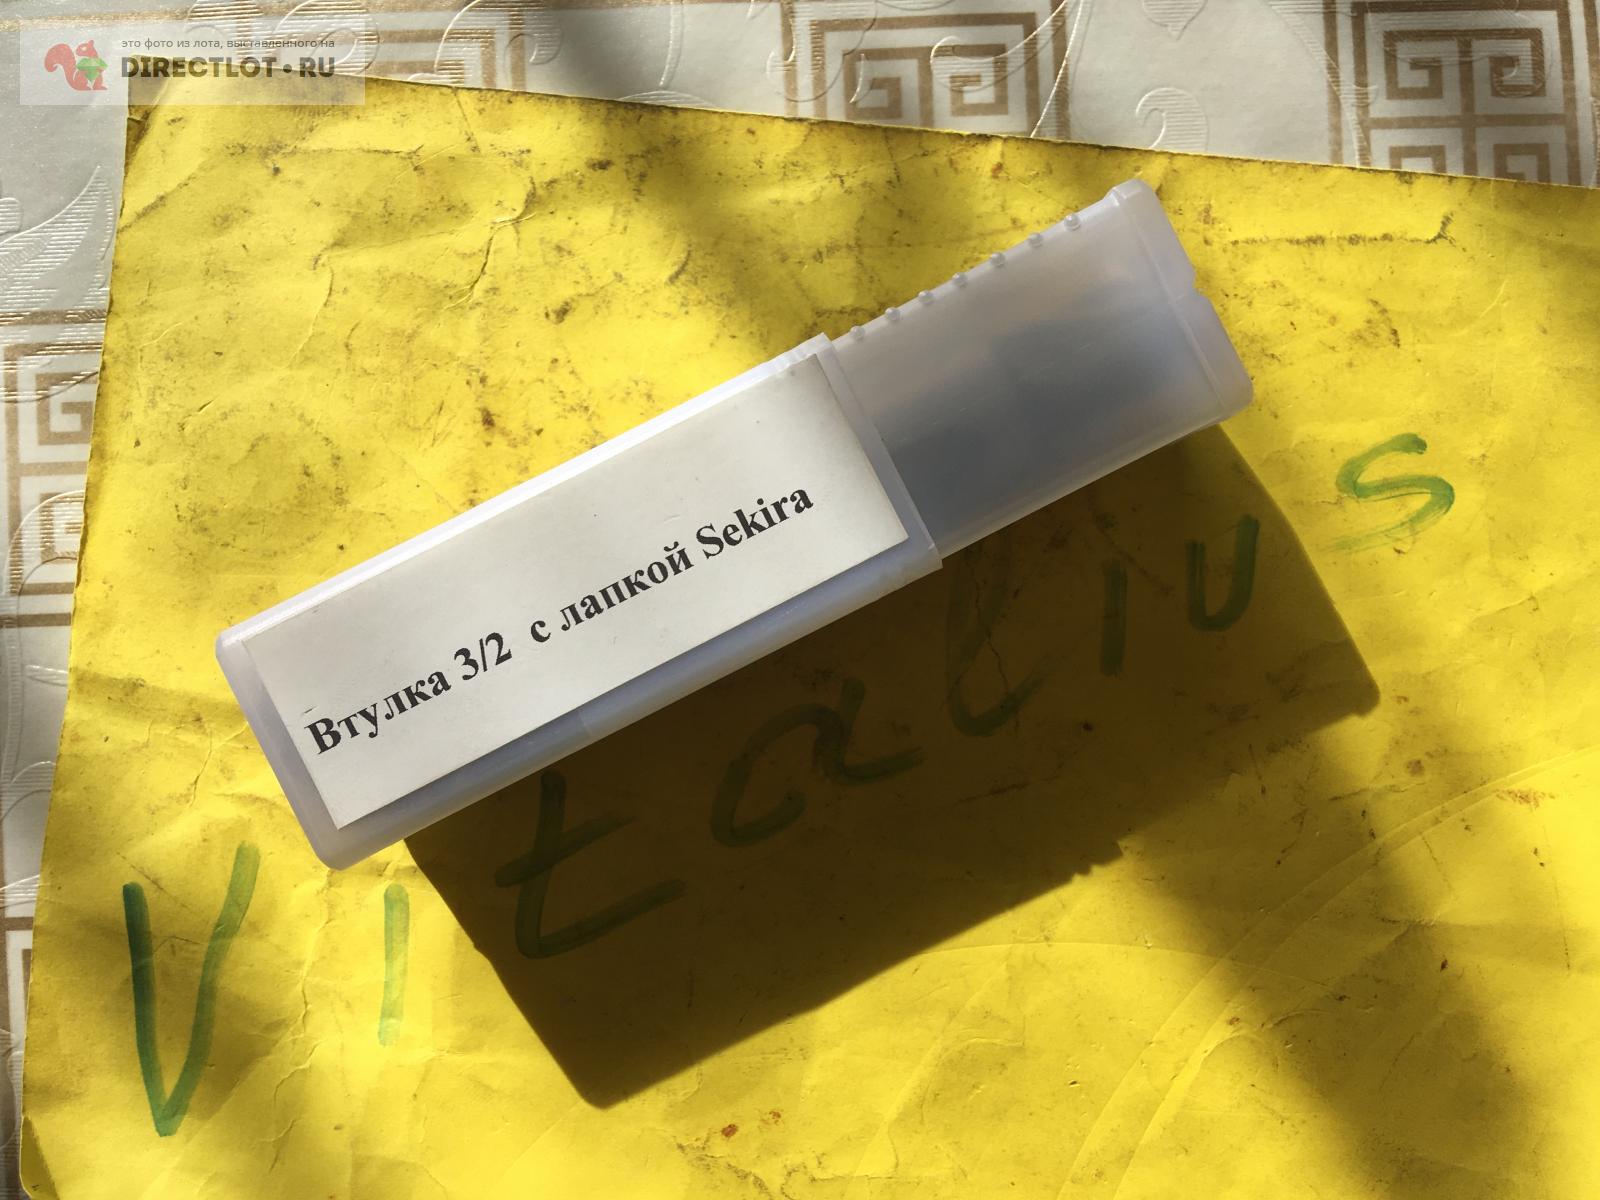 это фото из лота, выставленного на
DIRECTLOT.RU
Втулка 3/2 с лапкой Sekira
Vitalius